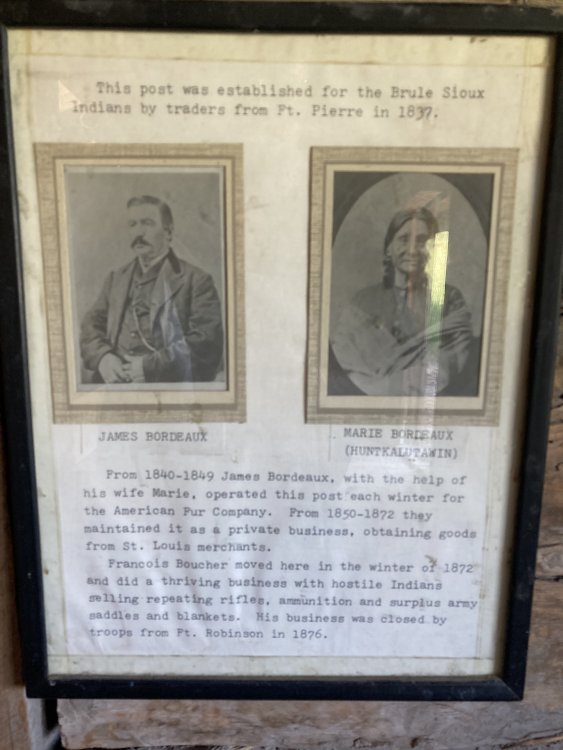 This post was established for the Brule Sioux
Indians by traders from Ft. Pierre in 1837.
JAMES BORDEAUX
MARIE BORDEAUX
(HUNTKALUTAWIN)
From 1840-1849 James Bordeaux, with the help of
his wife Marie, operated this post each winter for
the American Fur Company. From 1850-1872 they
maintained it as a private business, obtaining goods
from St. Louis merchants.
Francois Boucher moved here in the winter of 1872
and did a thriving business with hostile Indians
selling repeating rifles, ammunition and surplus army
saddles and blankets. His business was closed by
troops from Ft. Robinson in 1876.